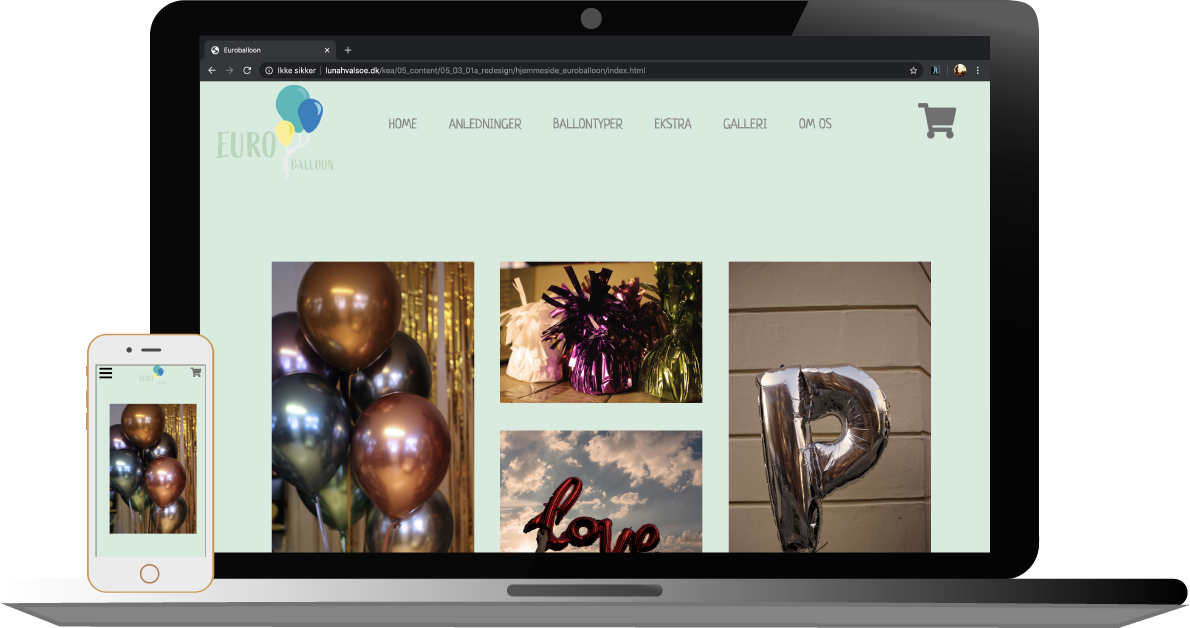 Euroballoon
Ikke sikker | lunahvalsoe.dk/kea/05_content/05_03_01a_redesign/hjemmeside_euroballoon/index.html
EURO
BALLOON
HOME ANLEDNINGER BALLONTYPER EKSTRA GALLERI OM OS
P
love
EURO